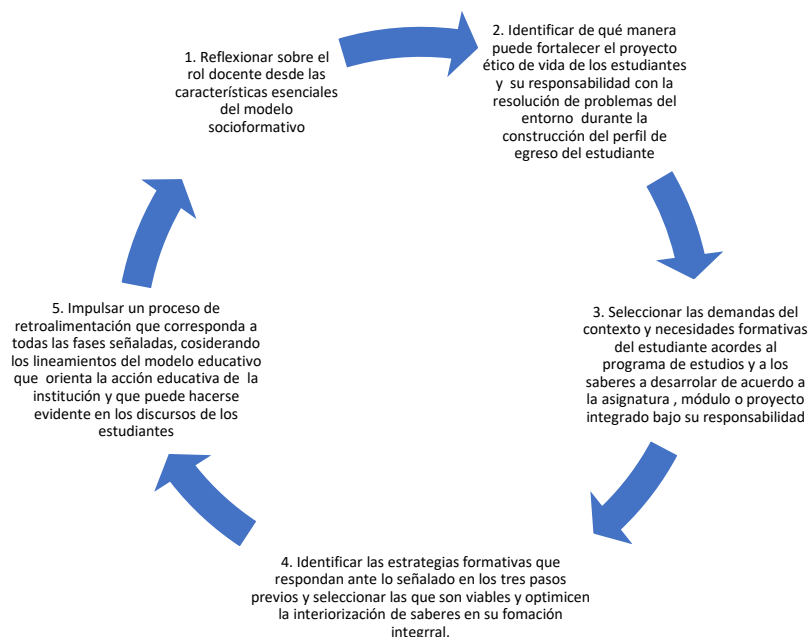 1. Reflexionar sobre el
rol docente desde las
características esenciales
del modelo
socioformativo
2. Identificar de qué manera
puede fortalecer el proyecto
ético de vida de los estudiantes
y su responsabilidad con la
resolución de problemas del
entorno durante la
construcción del perfil de
egreso del estudiante
3. Seleccionar las demandas del
contexto y necesidades formativas
del estudiante acordes al
programa de estudios y a los
saberes a desarrolar de acuerdo a
la asignatura , módulo o proyecto
integrado bajo su responsabilidad
4. Identificar las estrategias formativas que
respondan ante lo señalado en los tres pasos
previos y seleccionar las que son viables y optimicen
la interiorización de saberes en su fomación
integrral.
5. Impulsar un proceso de
retroalimentación que corresponda a
todas las fases señaladas, cosiderando
los lineamientos del modelo educativo
que orienta la acción educativa de la
institución y que puede hacerse
evidente en los discursos de los
estudiantes